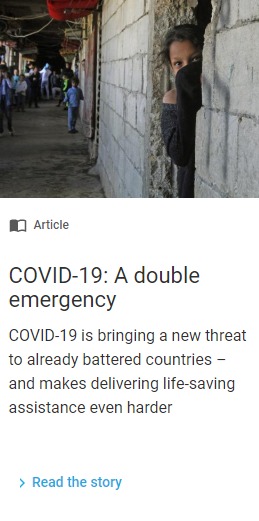 Article
COVID-19: A double
emergency
COVID-19 is bringing a new threat
to already battered countries –
and makes delivering life-saving
assistance even harder
Read the story